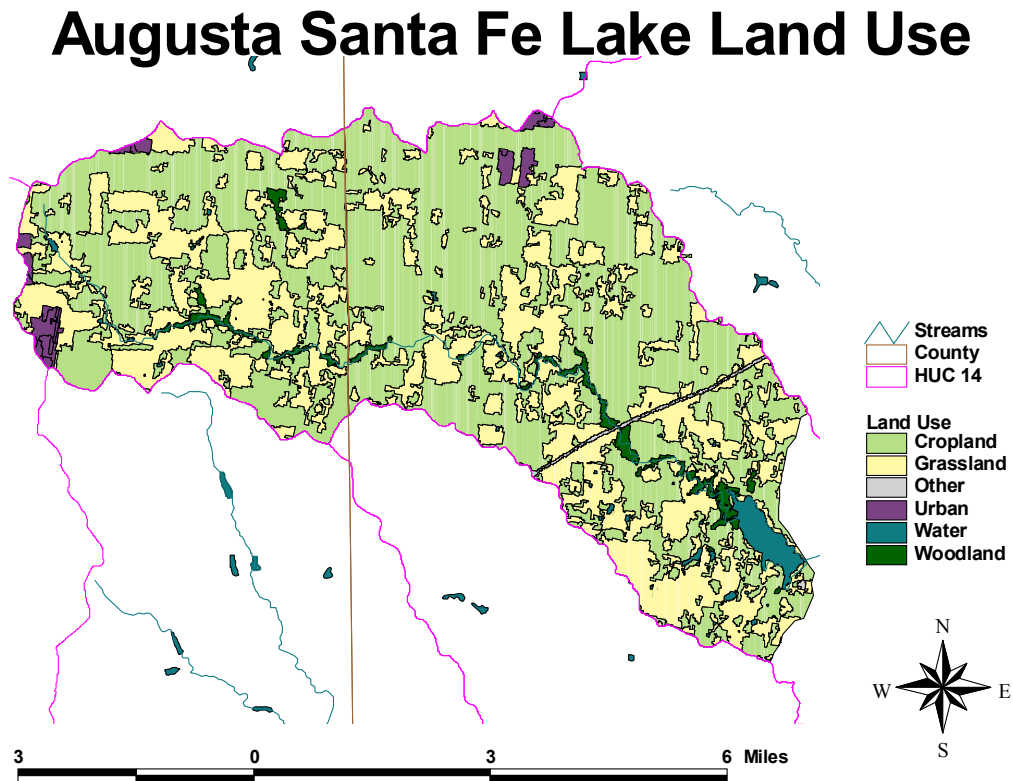 Augusta Santa Fe Lake Land Use
Streams
County
HUC 14
Land Use
Cropland
Grassland
Other
Urban
Water
Woodland
N
W E
S
3 0 3 6 Miles